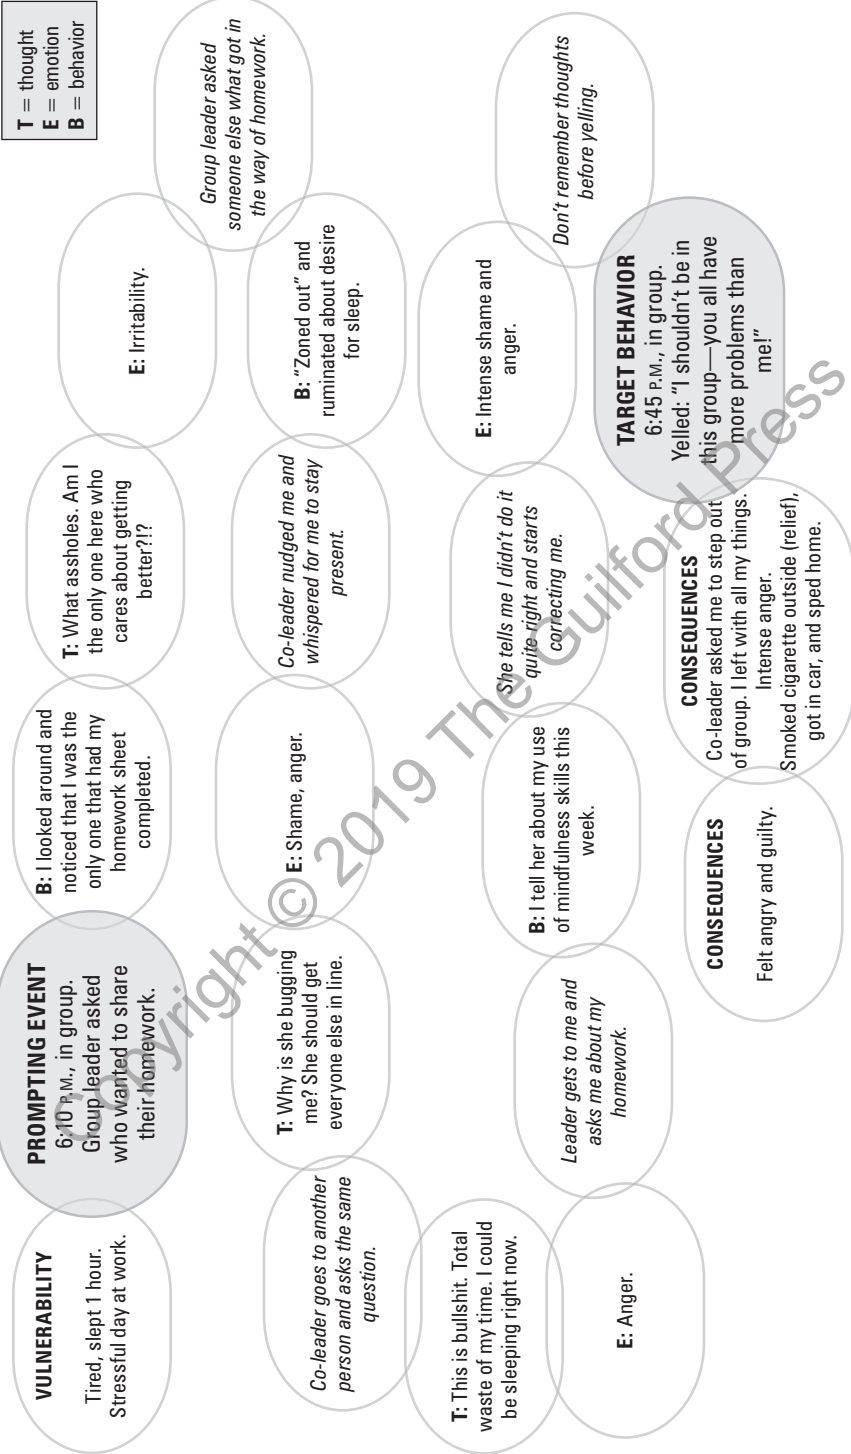 T = thought
E = emotion
B = behavior
VULNERABILITY
Tired, slept 1 hour.
Stressful day at work.
PROMPTING EVENT
6:10 P.M., in group.
Group leader asked
who wanted to share
their homework.
B: I looked around and
noticed that I was the
only one that had my
homework sheet
completed.
T: What assholes. Am I
the only one here who
cares about getting
better?!?
E: Irritability.
Group leader asked
someone else what got in
the way of homework.
B: “Zoned out” and
ruminated about desire
for sleep.
Co-leader nudged me and
whispered for me to stay
present.
E: Shame, anger.
T: Why is she bugging
me? She should get
everyone else in line.
Co-leader goes to another
person and asks the same
question.
T: This is bullshit. Total
waste of my time. I could
be sleeping right now.
E: Anger.
Leader gets to me and
asks me about my
homework.
B: I tell her about my use
of mindfulness skills this
week.
She tells me I didn’t do it
quite right and starts
correcting me.
E: Intense shame and
anger.
Don’t remember thoughts
before yelling.
TARGET BEHAVIOR
6:45 P.M., in group.
Yelled: “I shouldn’t be in
this group—you all have
more problems than
me!”
CONSEQUENCES
Co-leader asked me to step out
of group. I left with all my things.
Intense anger.
Smoked cigarette outside (relief),
got in car, and sped home.
CONSEQUENCES
Felt angry and guilty.
Copyright © 2019 The Guilford Press